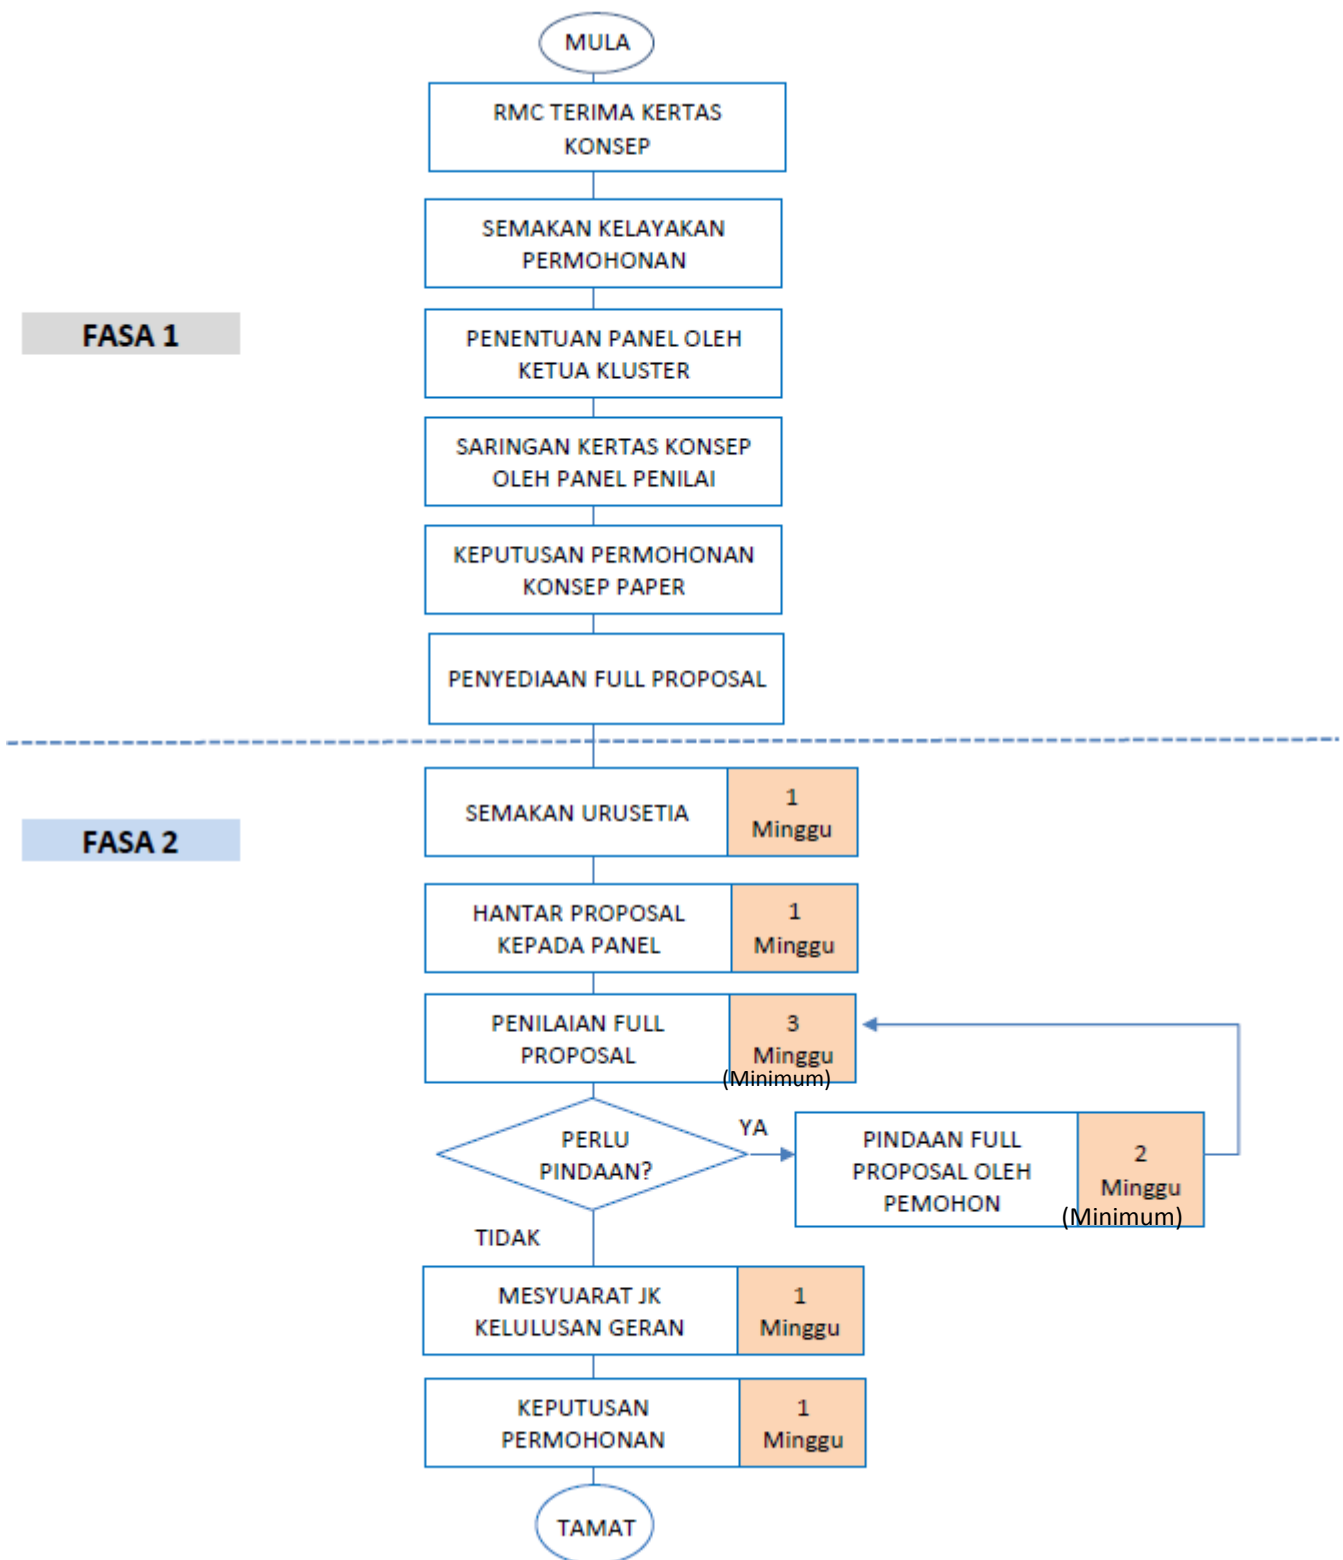 MULA
RMC TERIMA KERTAS
KONSEP
SEMAKAN KELAYAKAN
PERMOHONAN
FASA 1
PENENTUAN PANEL OLEH
KETUA KLUSTER
SARINGAN KERTAS KONSEP
OLEH PANEL PENILAI
KEPUTUSAN PERMOHONAN
KONSEP PAPER
PENYEDIAAN FULL PROPOSAL
FASA 2
SEMAKAN URUSETIA
1
Minggu
HANTAR PROPOSAL
KEPADA PANEL
1
Minggu
PENILAIAN FULL
PROPOSAL
3
Minggu
(Minimum)
PERLU
PINDAAN?
YA
PINDAAN FULL
PROPOSAL OLEH
PEMOHON
2
Minggu
(Minimum)
TIDAK
MESYUARAT JK
KELULUSAN GERAN
1
Minggu
KEPUTUSAN
PERMOHONAN
1
Minggu
TAMAT